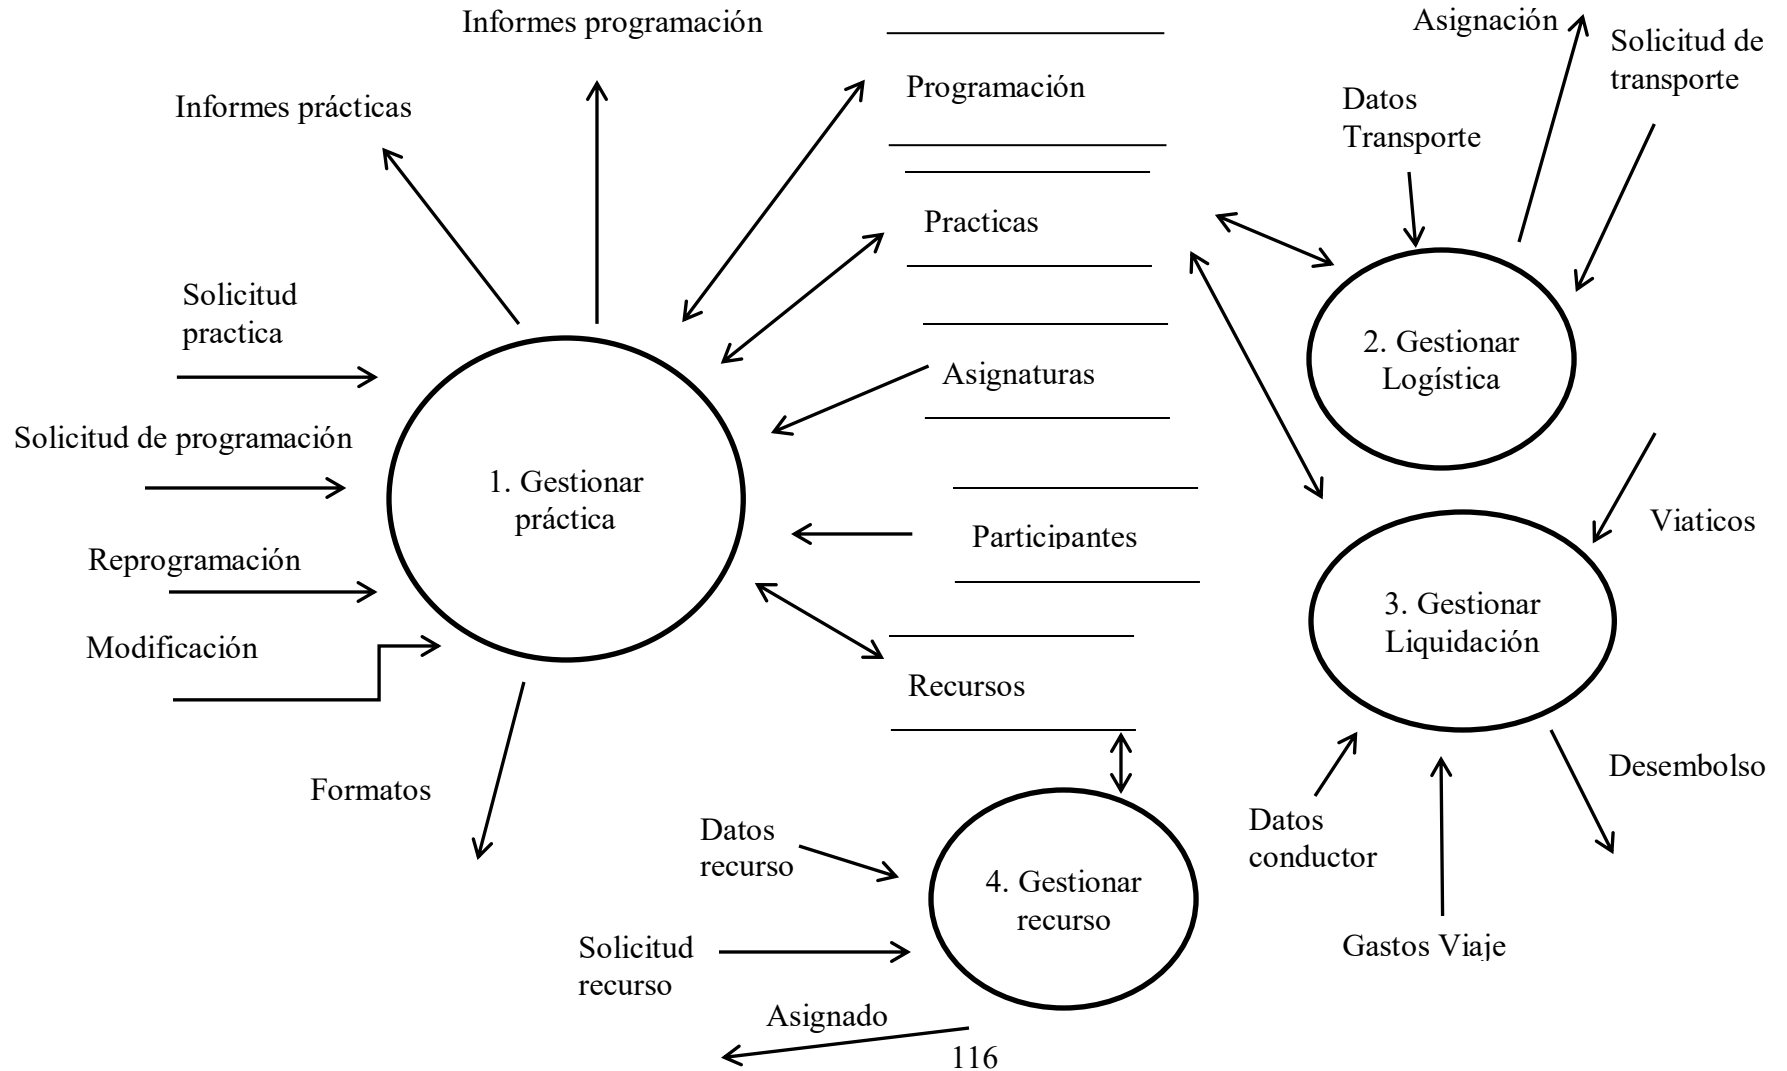 Informes programación
Asignación
Solicitud de
transporte
Programación
Datos
Transporte
Informes prácticas
Practicas
Solicitud
practica
2. Gestionar
Logística
Asignaturas
Solicitud de programación
1. Gestionar
práctica
Participantes
Viaticos
Reprogramación
3. Gestionar
Liquidación
Modificación
Recursos
Desembolso
Formatos
Datos
recurso
Datos
conductor
4. Gestionar
recurso
Solicitud
recurso
Gastos Viaje
Asignado
116